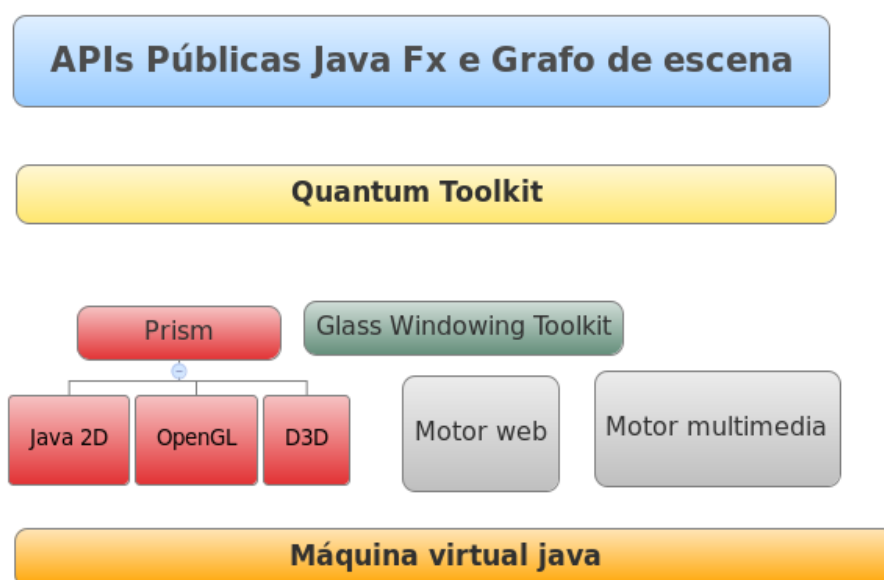 APIs Públicas Java Fx e Grafo de escena
Quantum Toolkit
Prism
Glass Windowing Toolkit
Java 2D
OpenGL
D3D
Motor web
Motor multimedia
Máquina virtual java